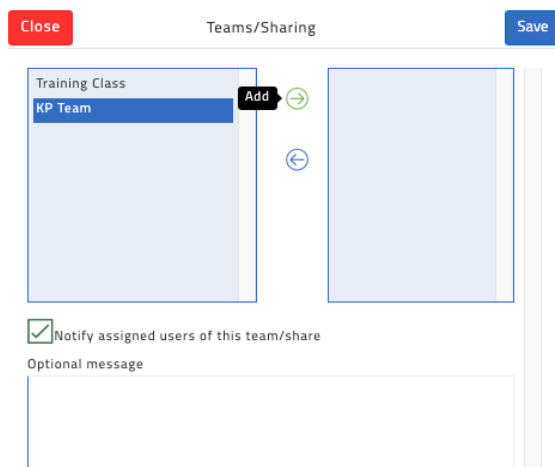 Close
Teams/Sharing
Save
Training Class
KP Team
Add
Notify assigned users of this team/share
Optional message